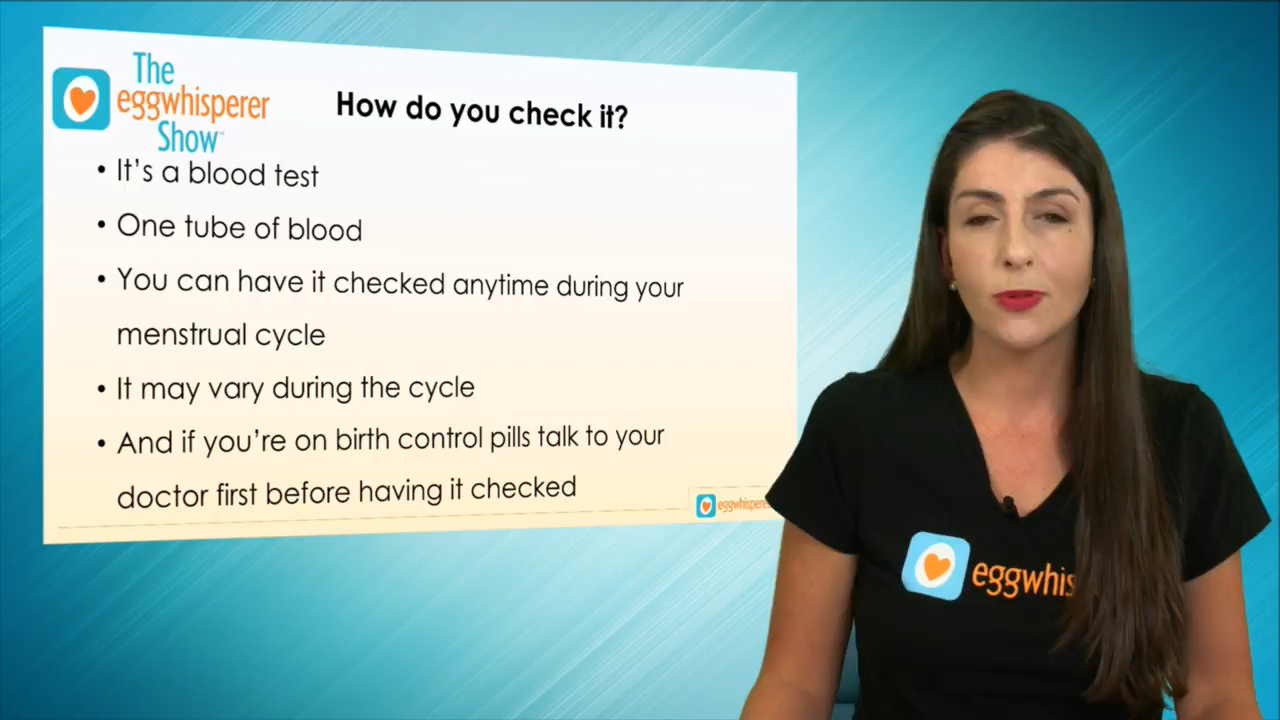 The
eggwhisperer
Show™
How do you check it?
• It's a blood test
• One tube of blood
• You can have it checked anytime during your
menstrual cycle
• It may vary during the cycle
• And if you're on birth control pills talk to your
doctor first before having it checked
eggwhisperer
eggwhis